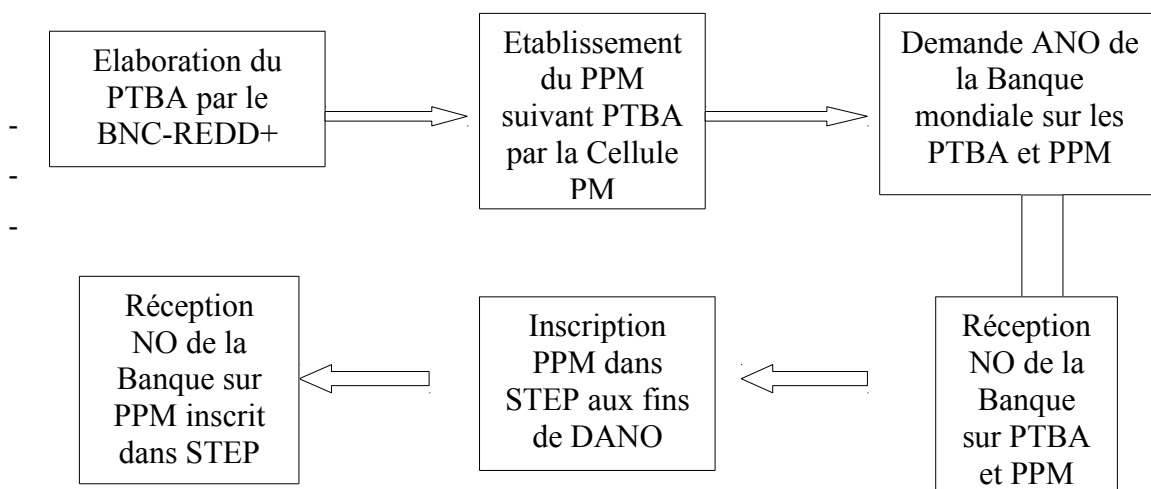 Elaboration du
PTBA par le
BNC-REDD+
Etablissement
du PPM
suivant PTBA
par la Cellule
PM
Demande ANO de
la Banque
mondiale sur les
PTBA et PPM
-
-
-
Réception
NO de la
Banque
sur PTBA
et PPM
Inscription
PPM dans
STEP aux fins
de DANO
Réception
NO de la
Banque sur
PPM inscrit
dans STEP